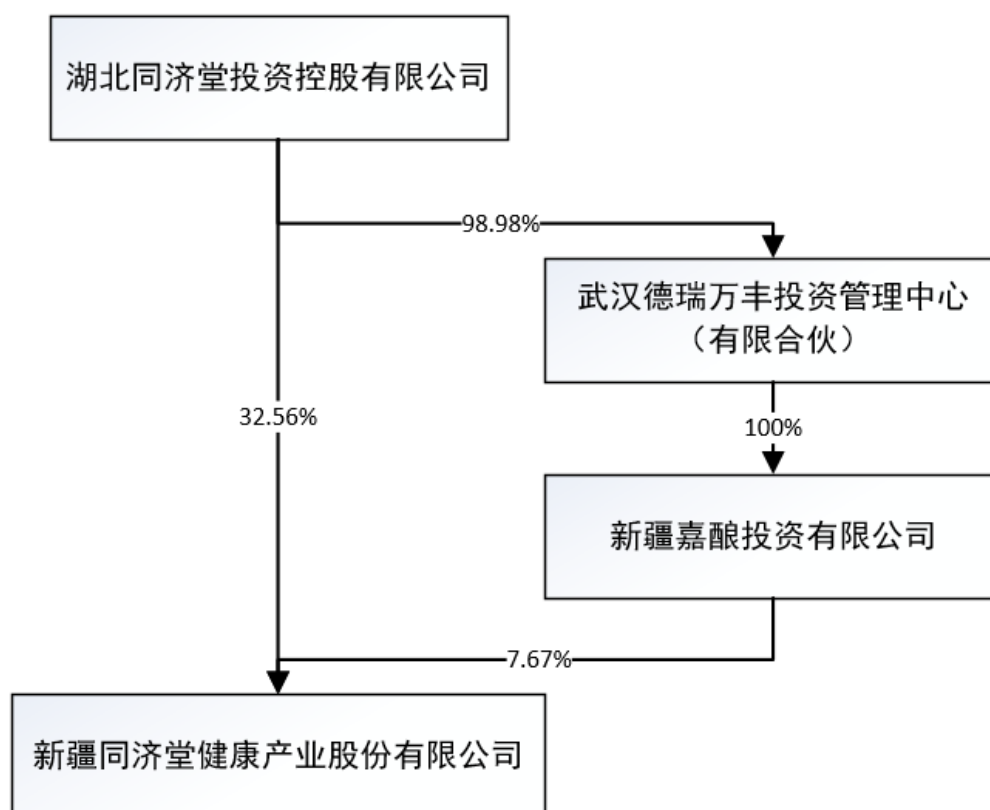 湖北同济堂投资控股有限公司
98.98%
武汉德瑞万丰投资管理中心
（有限合伙）
32.56%
100%
新疆嘉酿投资有限公司
7.67%
新疆同济堂健康产业股份有限公司